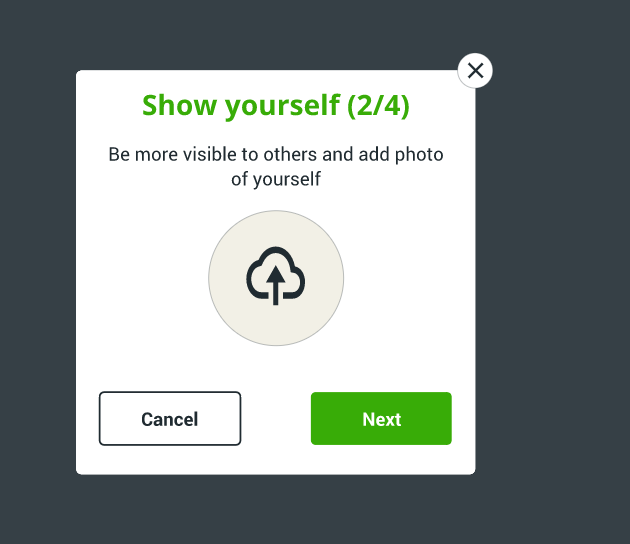 Show yourself (2/4)
Be more visible to others and add photo
of yourself
Cancel
Next